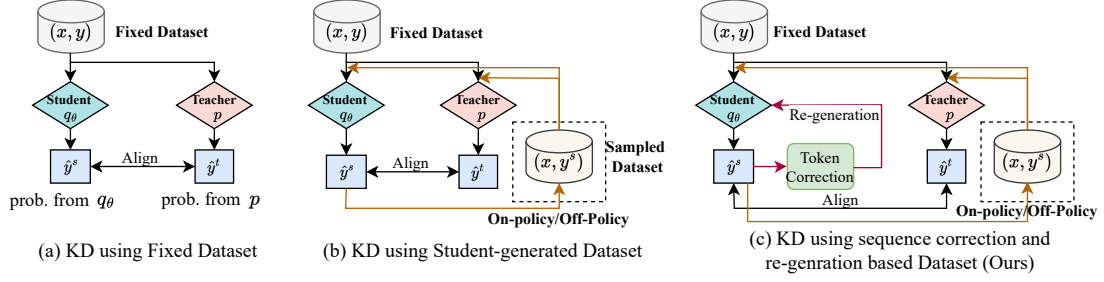 (x, y)
Fixed Dataset
Student
qθ
Teacher
p
ŷˢ
Align
ŷᵗ
prob. from qθ
prob. from p
(a) KD using Fixed Dataset
(x, y)
Fixed Dataset
Student
qθ
Teacher
p
ŷˢ
Align
ŷᵗ
(x, yˢ)
Sampled
Dataset
On-policy/Off-Policy
(b) KD using Student-generated Dataset
(x, y)
Fixed Dataset
Student
qθ
Teacher
p
Re-generation
ŷˢ
Token
Correction
ŷᵗ
(x, yˢ)
Align
On-policy/Off-Policy
(c) KD using sequence correction and
re-genration based Dataset (Ours)